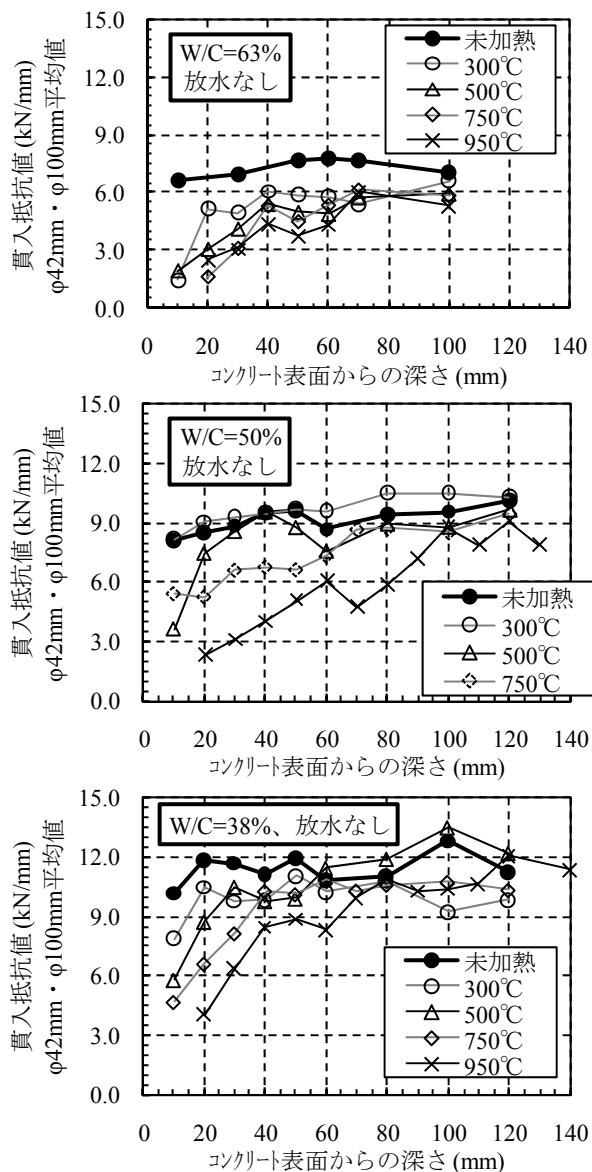 貫入抵抗値 (kN/mm)
φ42mm・φ100mm平均値
15.0
12.0
9.0
6.0
3.0
0.0
W/C=63%
放水なし
未加熱
300℃
500℃
750℃
950℃
0 20 40 60 80 100 120 140
コンクリート表面からの深さ (mm)
貫入抵抗値 (kN/mm)
φ42mm・φ100mm平均値
15.0
12.0
9.0
6.0
3.0
0.0
W/C=50%
放水なし
未加熱
300℃
500℃
750℃
0 20 40 60 80 100 120 140
コンクリート表面からの深さ (mm)
貫入抵抗値 (kN/mm)
φ42mm・φ100mm平均値
15.0
12.0
9.0
6.0
3.0
0.0
W/C=38%、放水なし
未加熱
300℃
500℃
750℃
950℃
0 20 40 60 80 100 120 140
コンクリート表面からの深さ (mm)